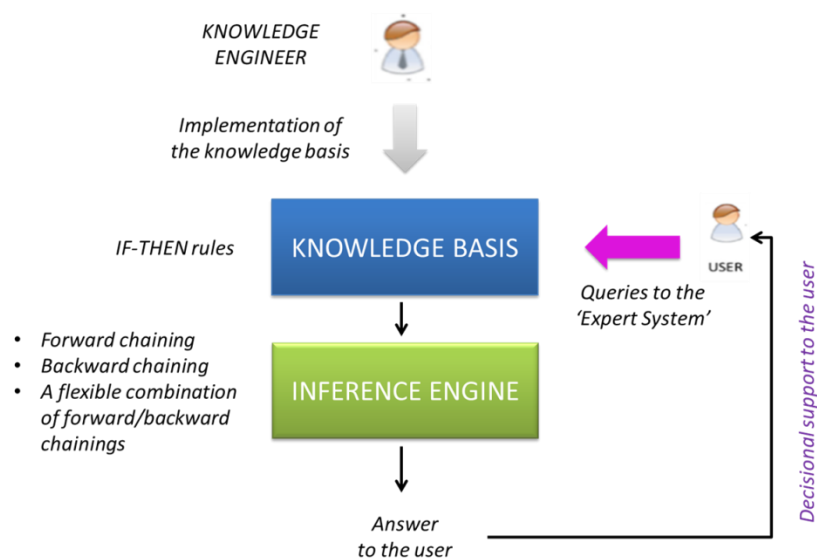 KNOWLEDGE
ENGINEER
Implementation of
the knowledge basis
IF-THEN rules
KNOWLEDGE BASIS
USER
Queries to the
‘Expert System’
• Forward chaining
• Backward chaining
• A flexible combination
of forward/backward
chainings
INFERENCE ENGINE
Answer
to the user
Decisional support to the user